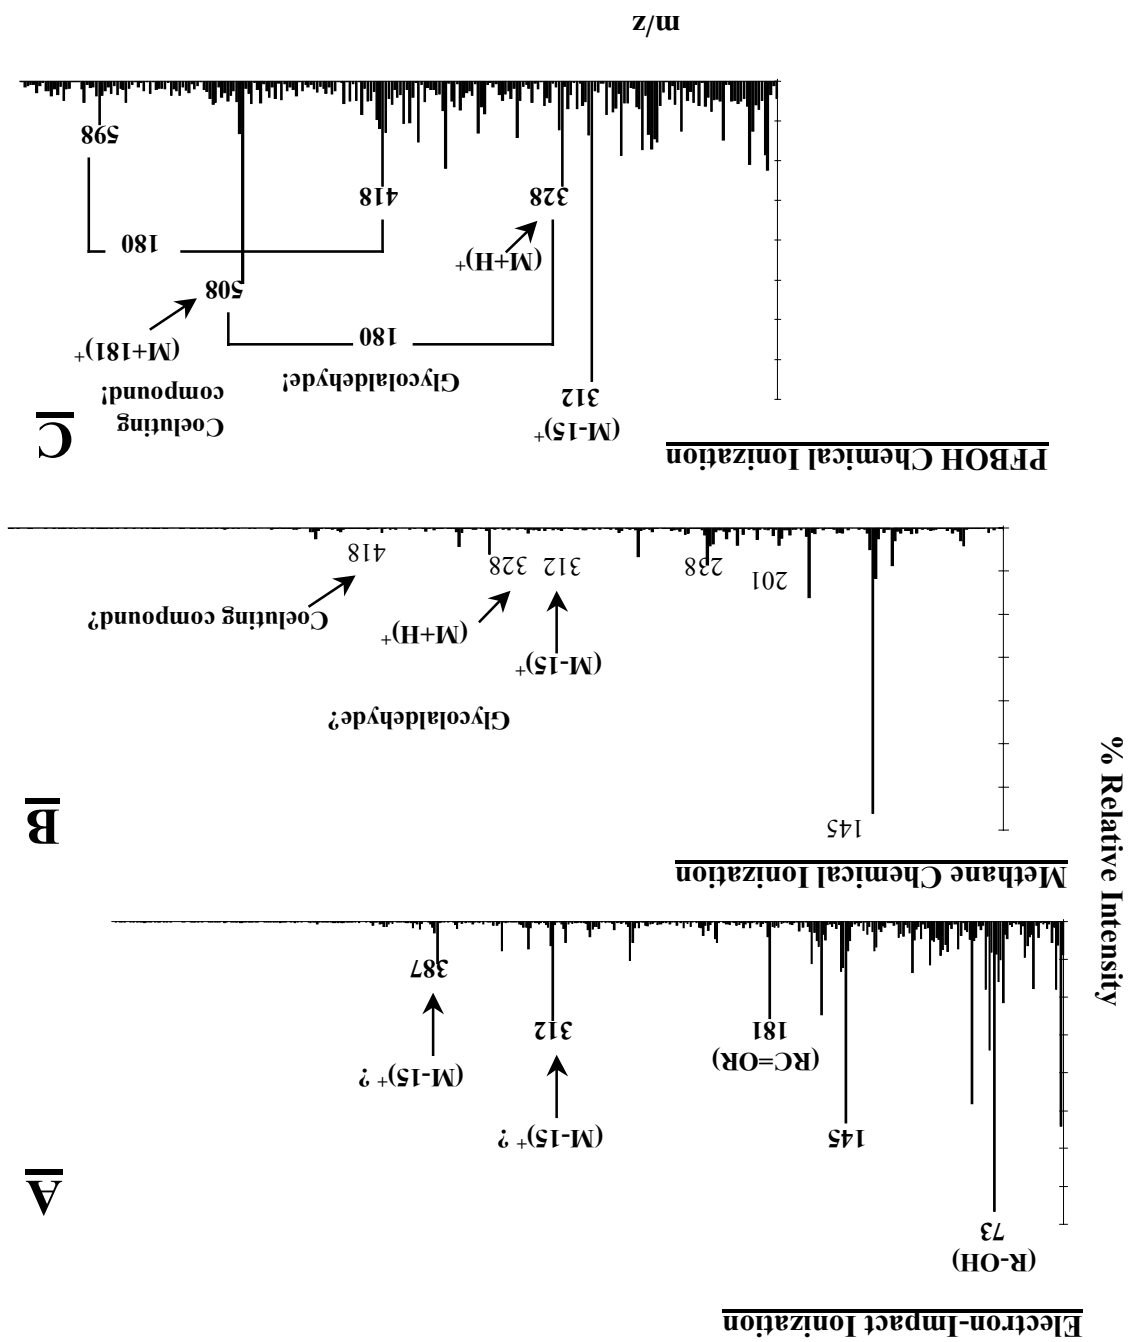 Electron-Impact Ionization
A
(R-OH)
73
145
(RC=OR)
181
(M-15)+ ?
312
(M-15)+ ?
387
% Relative Intensity
Methane Chemical Ionization
B
145
201
238
Glycolaldehyde?
(M-15)+
312
(M+H)+
328
Coeluting compound?
418
PFBOH Chemical Ionization
C
(M-15)+
312
Glycolaldehyde!
180
Coeluting
compound!
(M+181)+
508
(M+H)+
328
180
418
598
m/z